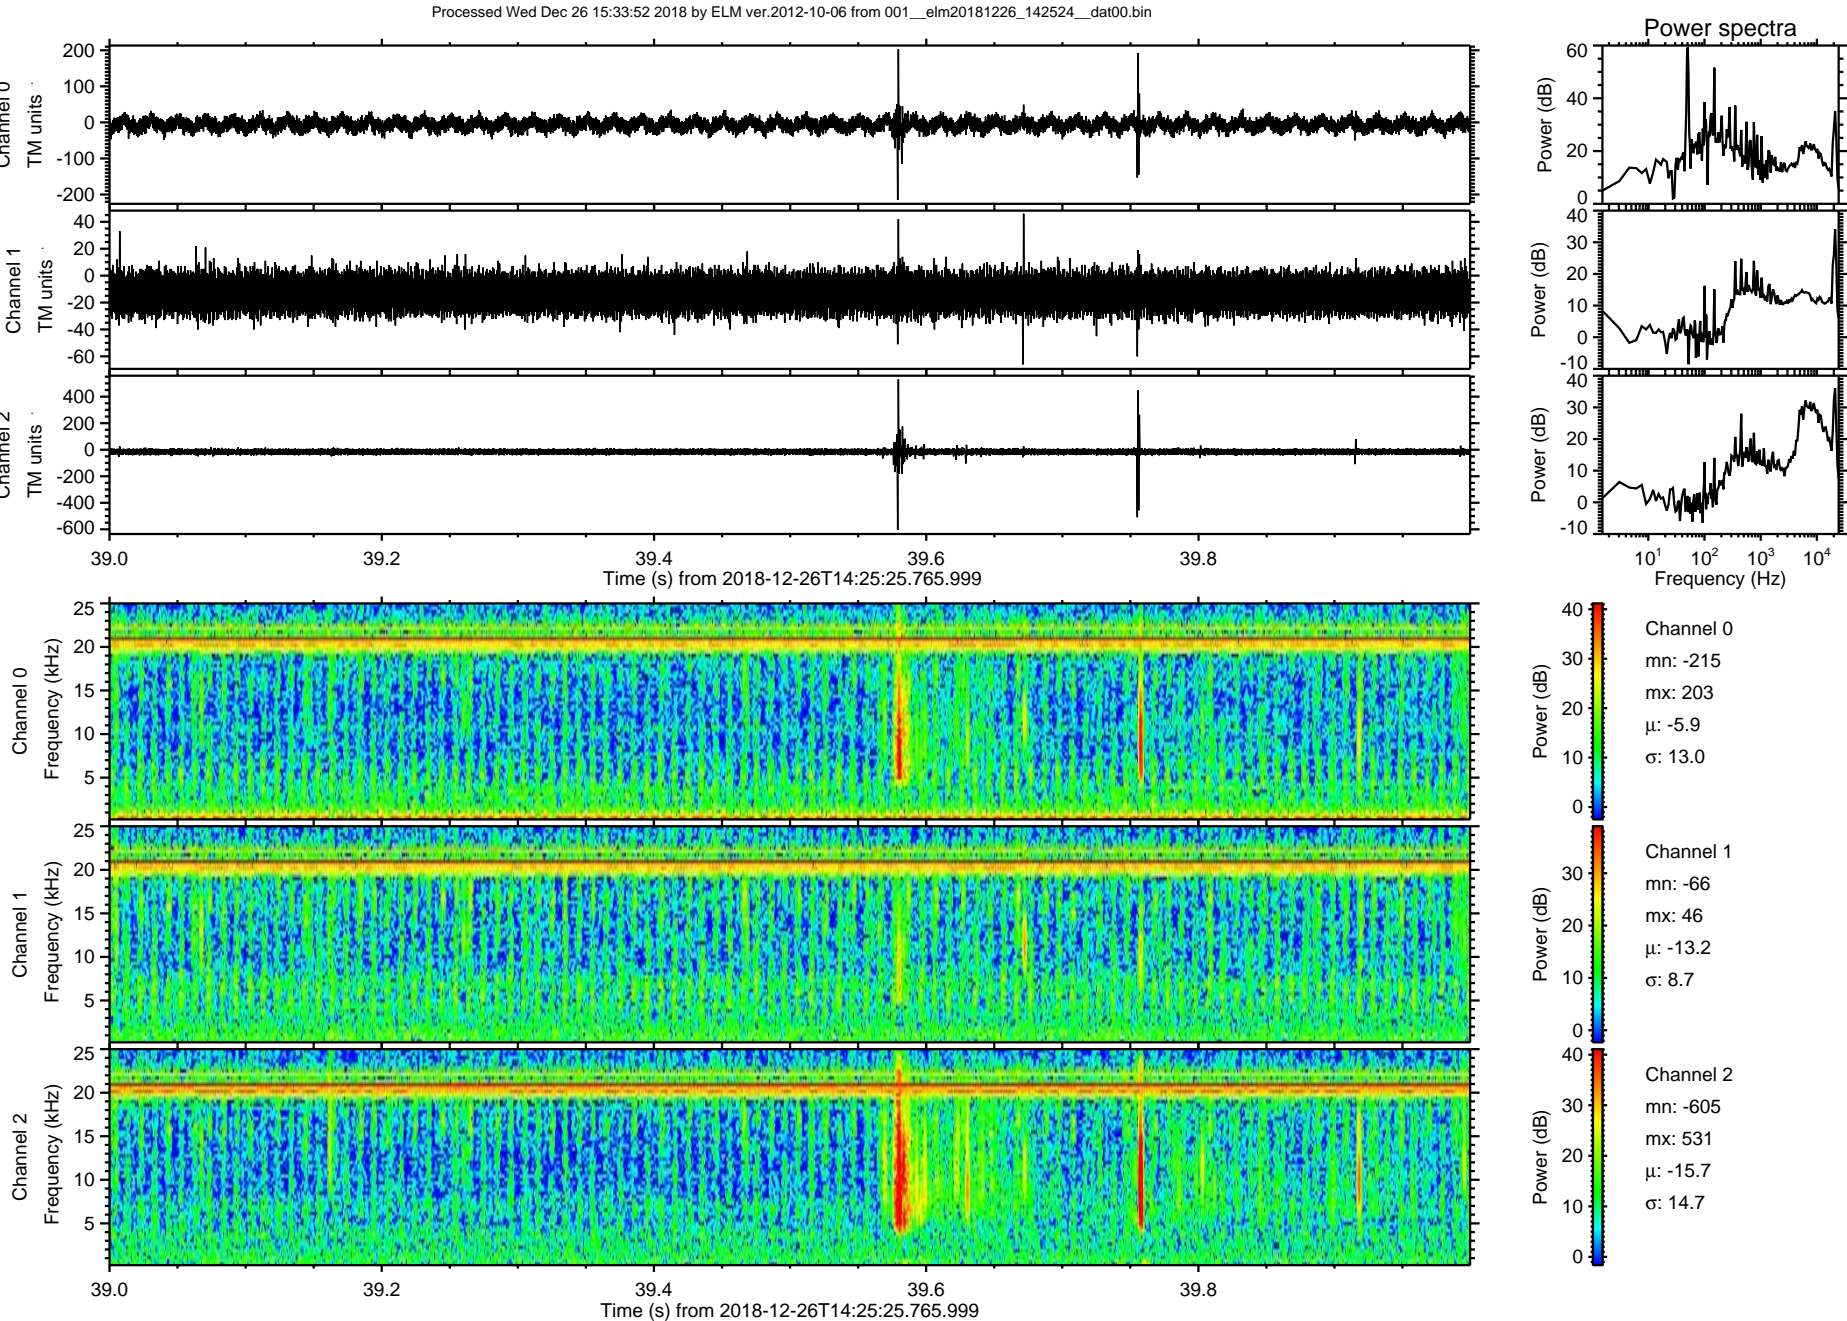 Processed Wed Dec 26 15:33:52 2018 by ELM ver.2012-10-06 from 001__elm20181226_142524__dat00.bin
Power spectra
Channel 0
TM units
200
100
0
-100
-200
Power (dB)
60
40
20
0
Channel 1
TM units
40
20
0
-20
-40
-60
Power (dB)
40
30
20
10
0
-10
Channel 2
TM units
400
200
0
-200
-400
-600
Power (dB)
40
30
20
10
0
-10
39.0 39.2 39.4 39.6 39.8
Time (s) from 2018-12-26T14:25:25.765.999
10^1 10^2 10^3 10^4
Frequency (Hz)
Channel 0
Frequency (kHz)
25
20
15
10
5
Power (dB)
40
30
20
10
0
Channel 0
mn: -215
mx: 203
μ: -5.9
σ: 13.0
Channel 1
Frequency (kHz)
25
20
15
10
5
Power (dB)
30
20
10
0
Channel 1
mn: -66
mx: 46
μ: -13.2
σ: 8.7
Channel 2
Frequency (kHz)
25
20
15
10
5
Power (dB)
40
30
20
10
0
Channel 2
mn: -605
mx: 531
μ: -15.7
σ: 14.7
39.0 39.2 39.4 39.6 39.8
Time (s) from 2018-12-26T14:25:25.765.999